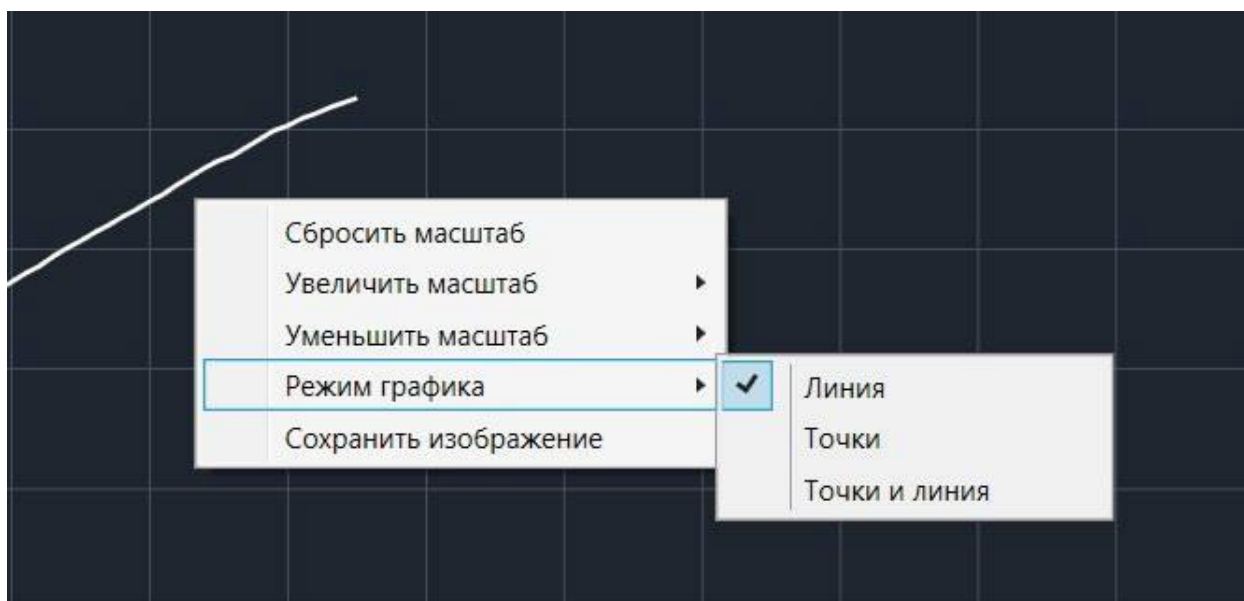 Сбросить масштаб
Увеличить масштаб
Уменьшить масштаб
Режим графика
Сохранить изображение
Линия
Точки
Точки и линия